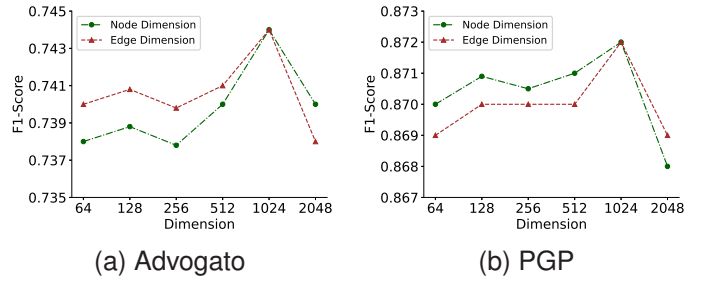 0.745
0.743
0.741
0.739
0.737
0.735
F1-Score
Node Dimension
Edge Dimension
64 128 256 512 1024 2048
Dimension
(a) Advogato
0.873
0.872
0.871
0.870
0.869
0.868
0.867
F1-Score
Node Dimension
Edge Dimension
64 128 256 512 1024 2048
Dimension
(b) PGP